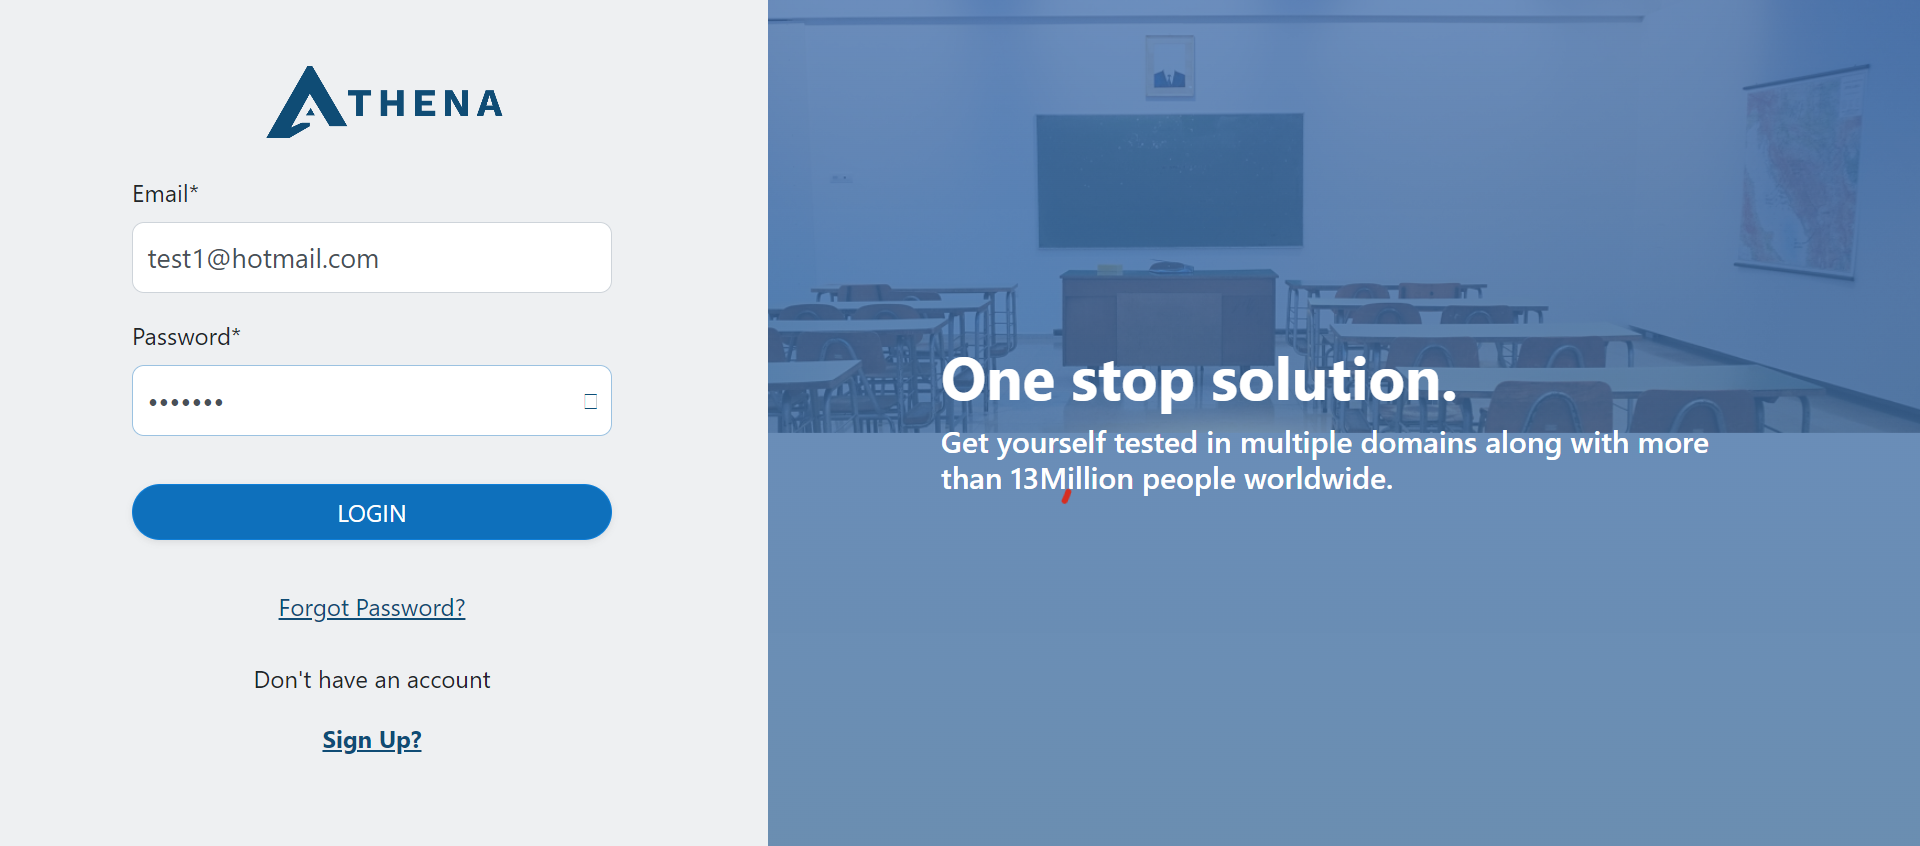 ATHENA
Email*
test1@hotmail.com
Password*
•••••••
LOGIN
Forgot Password?
Don't have an account
Sign Up?
One stop solution.
Get yourself tested in multiple domains along with more
than 13Million people worldwide.